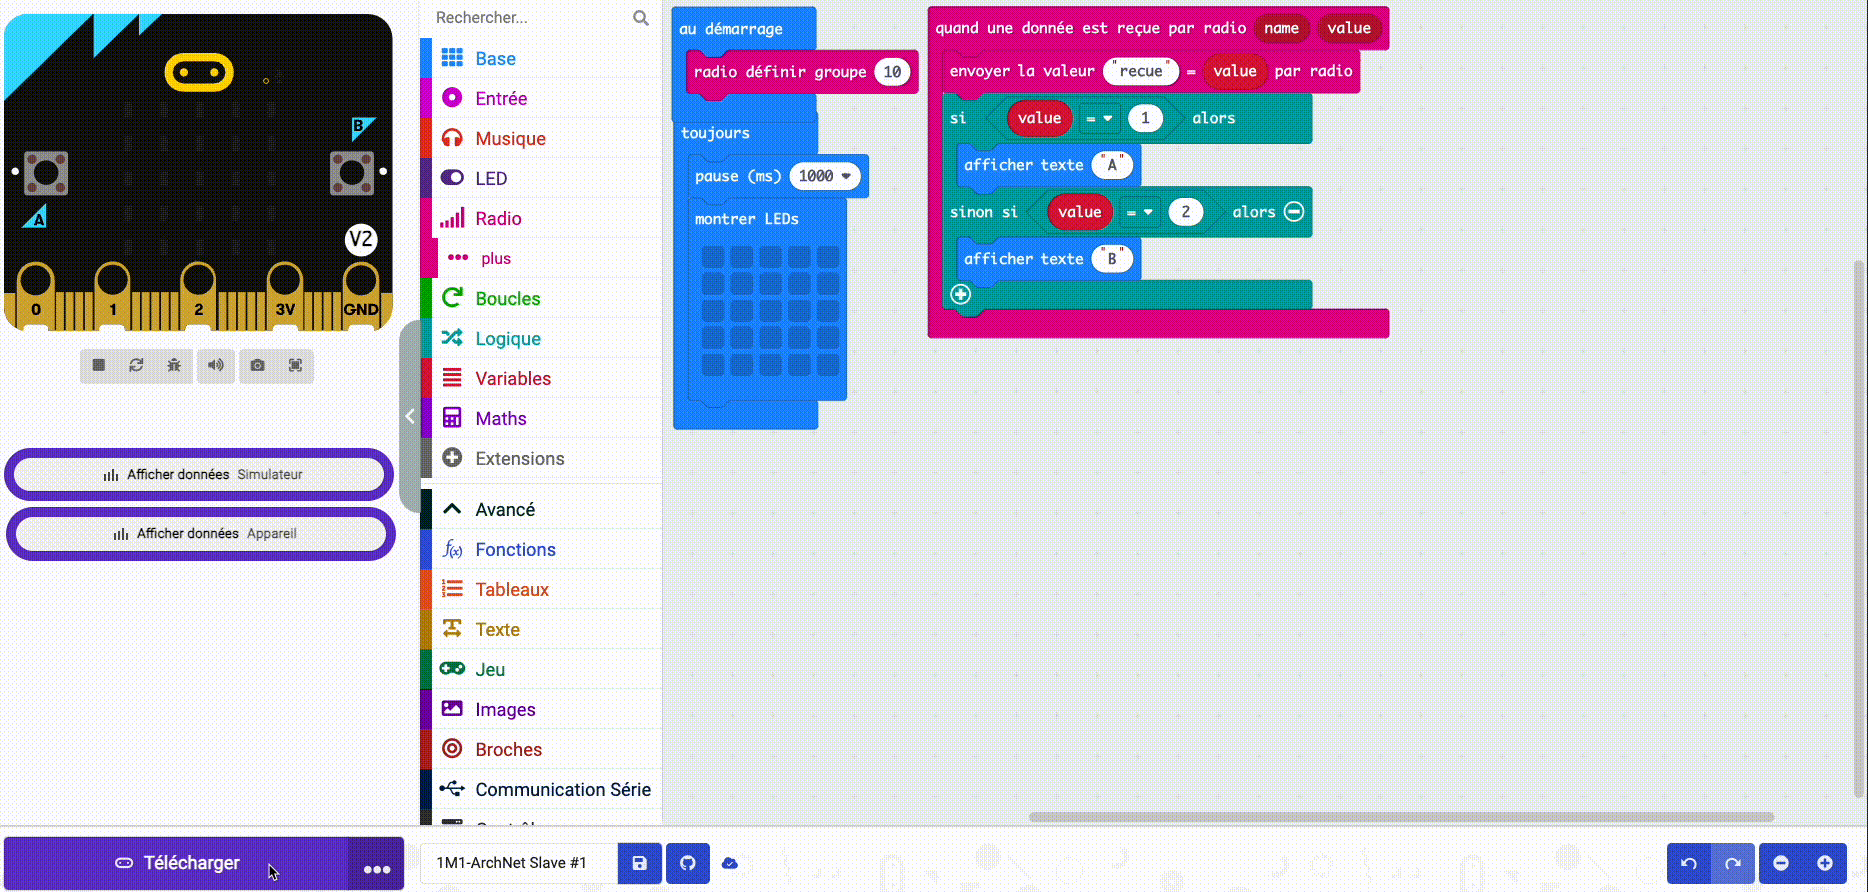 B
A
V2
0 1 2 3V GND
Afficher données Simulateur
Afficher données Appareil
Télécharger
Rechercher...
Base
Entrée
Musique
LED
Radio
plus
Boucles
Logique
Variables
Maths
Extensions
Avancé
Fonctions
Tableaux
Texte
Jeu
Images
Broches
Communication Série
au démarrage
radio définir groupe 10
toujours
pause (ms) 1000
montrer LEDs
quand une donnée est reçue par radio name value
envoyer la valeur "recue" = value par radio
si value = 1 alors
afficher texte "A"
sinon si value = 2 alors
afficher texte "B"
1M1-ArchNet Slave #1